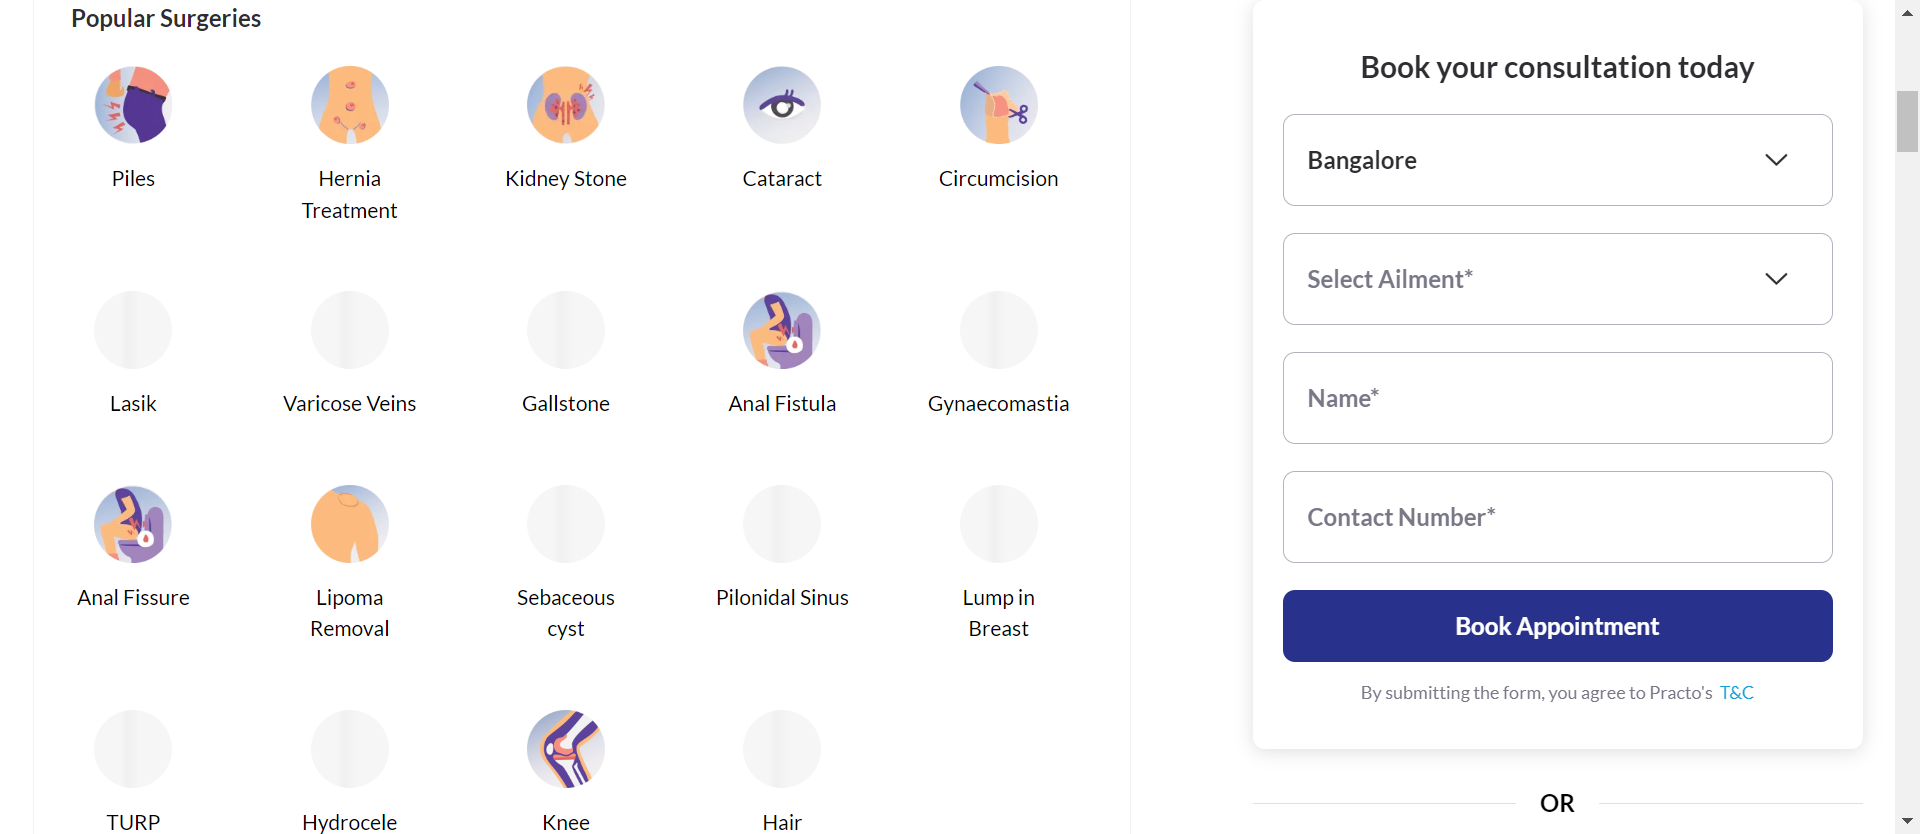 Popular Surgeries
Piles
Hernia
Treatment
Kidney Stone
Cataract
Circumcision
Lasik
Varicose Veins
Gallstone
Anal Fistula
Gynaecomastia
Anal Fissure
Lipoma
Removal
Sebaceous
cyst
Pilonidal Sinus
Lump in
Breast
TURP
Hydrocele
Knee
Hair
Book your consultation today
Bangalore
Select Ailment*
Name*
Contact Number*
Book Appointment
By submitting the form, you agree to Practo's T&C
OR